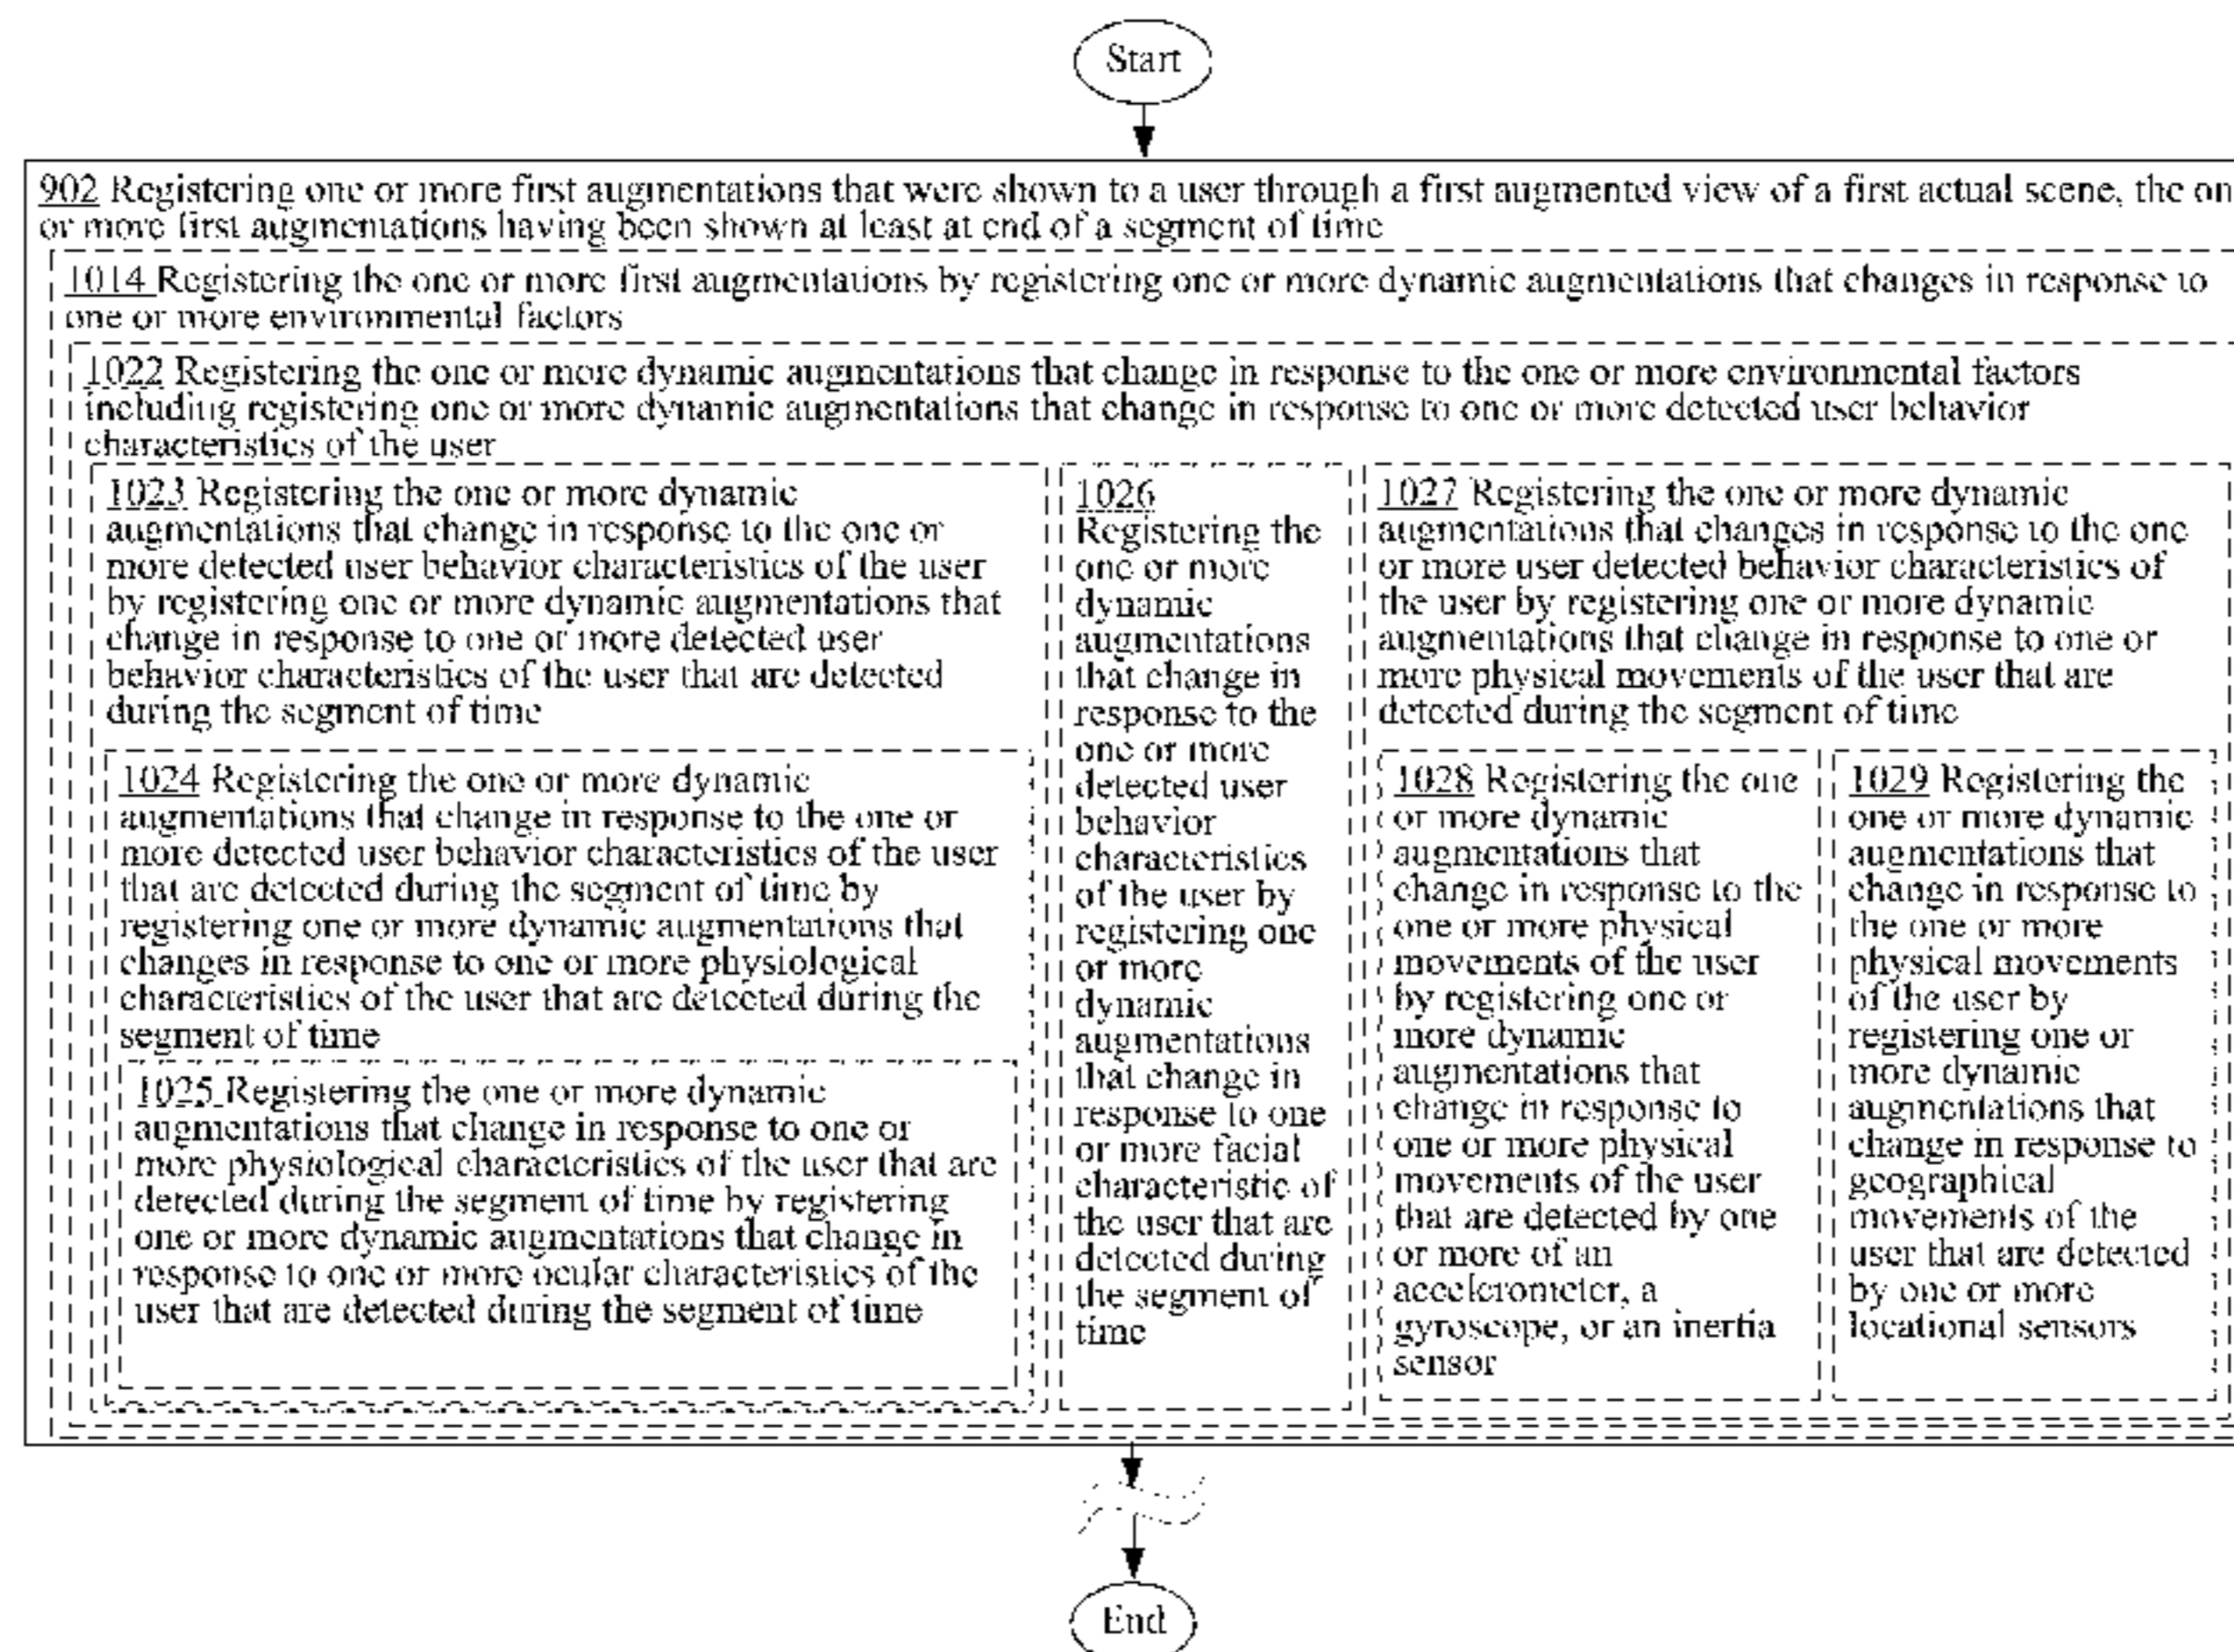 Start
902 Registering one or more first augmentations that were shown to a user through a first augmented view of a first actual scene, the on
or more first augmentations having been shown at least at end of a segment of time
1014 Registering the one or more first augmentations by registering one or more dynamic augmentations that changes in response to
one or more environmental factors
1022 Registering the one or more dynamic augmentations that change in response to the one or more environmental factors
including registering one or more dynamic augmentations that change in response to one or more detected user behavior
characteristics of the user
1023 Registering the one or more dynamic
augmentations that change in response to the one or
more detected user behavior characteristics of the user
by registering one or more dynamic augmentations that
change in response to one or more detected user
behavior characteristics of the user that are detected
during the segment of time
1024 Registering the one or more dynamic
augmentations that change in response to the one or
more detected user behavior characteristics of the user
that are detected during the segment of time by
registering one or more dynamic augmentations that
changes in response to one or more physiological
characteristics of the user that are detected during the
segment of time
1025 Registering the one or more dynamic
augmentations that change in response to one or
more physiological characteristics of the user that are
detected during the segment of time by registering
one or more dynamic augmentations that change in
response to one or more ocular characteristics of the
user that are detected during the segment of time
1026
Registering the
one or more
dynamic
augmentations
that change in
response to the
one or more
detected user
behavior
characteristics
of the user by
registering one
or more
dynamic
augmentations
that change in
response to one
or more facial
characteristic of
the user that are
detected during
the segment of
time
1027 Registering the one or more dynamic
augmentations that changes in response to the one
or more user detected behavior characteristics of
the user by registering one or more dynamic
augmentations that change in response to one or
more physical movements of the user that are
detected during the segment of time
1028 Registering the one
or more dynamic
augmentations that
change in response to the
one or more physical
movements of the user
by registering one or
more dynamic
augmentations that
change in response to
one or more physical
movements of the user
that are detected by one
or more of an
accelerometer, a
gyroscope, or an inertia
sensor
1029 Registering the
one or more dynamic
augmentations that
change in response to
the one or more
physical movements
of the user by
registering one or
more dynamic
augmentations that
change in response to
geographical
movements of the
user that are detected
by one or more
locational sensors
End